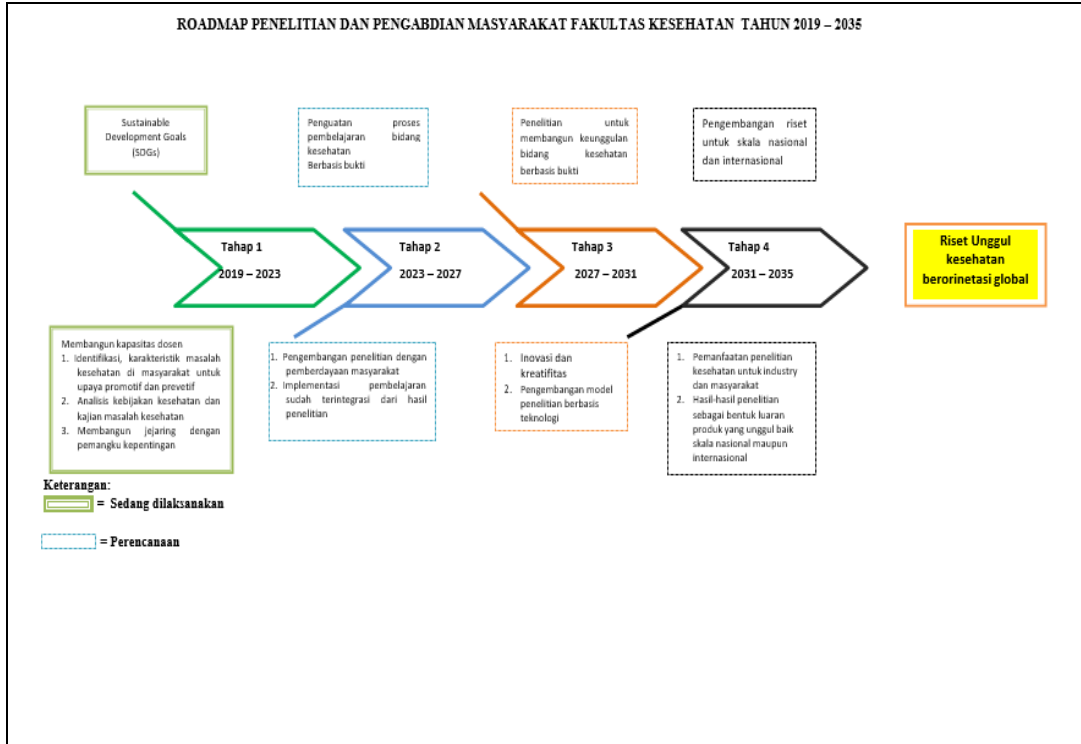 ROADMAP PENELITIAN DAN PENGABDIAN MASYARAKAT FAKULTAS KESEHATAN TAHUN 2019 – 2035
Sustainable
Development Goals
(SDGs)
Penguatan proses
pembelajaran bidang
kesehatan
Berbasis bukti
Penelitian untuk
membangun keunggulan
bidang kesehatan
berbasis bukti
Pengembangan riset
untuk skala nasional
dan internasional
Tahap 1
2019 – 2023
Tahap 2
2023 – 2027
Tahap 3
2027 – 2031
Tahap 4
2031 – 2035
Riset Unggul
kesehatan
berorinetasi global
Membangun kapasitas dosen
1. Identifikasi, karakteristik masalah
kesehatan di masyarakat untuk
upaya promotif dan prevetif
2. Analisis kebijakan kesehatan dan
kajian masalah kesehatan
3. Membangun jejaring dengan
pemangku kepentingan
1. Pengembangan penelitian dengan
pemberdayaan masyarakat
2. Implementasi pembelajaran
sudah terintegrasi dari hasil
penelitian
1. Inovasi dan
kreatifitas
2. Pengembangan model
penelitian berbasis
teknologi
1. Pemanfaatan penelitian
kesehatan untuk industry
dan masyarakat
2. Hasil-hasil penelitian
sebagai bentuk luaran
produk yang unggul baik
skala nasional maupun
internasional
Keterangan:
= Sedang dilaksanakan
= Perencanaan